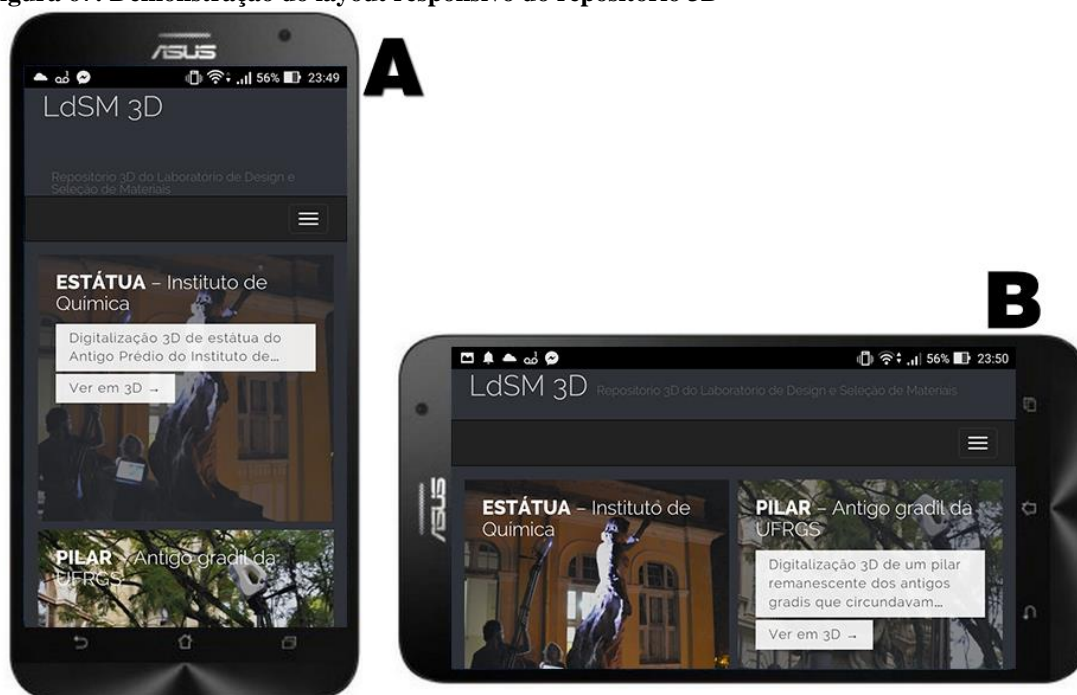 Demonstração do layout responsivo do repositório 3D
ASUS
A
56% 23:49
LdSM 3D
Repositório 3D do Laboratório de Design e
Seleção de Materiais
ESTÁTUA – Instituto de
Química
Digitalização 3D de estátua do
Antigo Prédio do Instituto de...
Ver em 3D →
PILAR – Antigo gradil da
UFRGS
B
ASUS
56% 23:50
LdSM 3D Repositório 3D do Laboratório de Design e Seleção de Materiais
ESTÁTUA – Instituto de
Química
PILAR – Antigo gradil da
UFRGS
Digitalização 3D de um pilar
remanescente dos antigos
gradis que circundavam...
Ver em 3D →